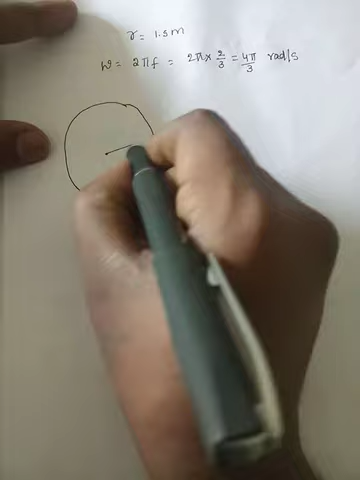 r = 1.5 m
W = 2πf = 2π × 2/3 = 4π/3 rad/s